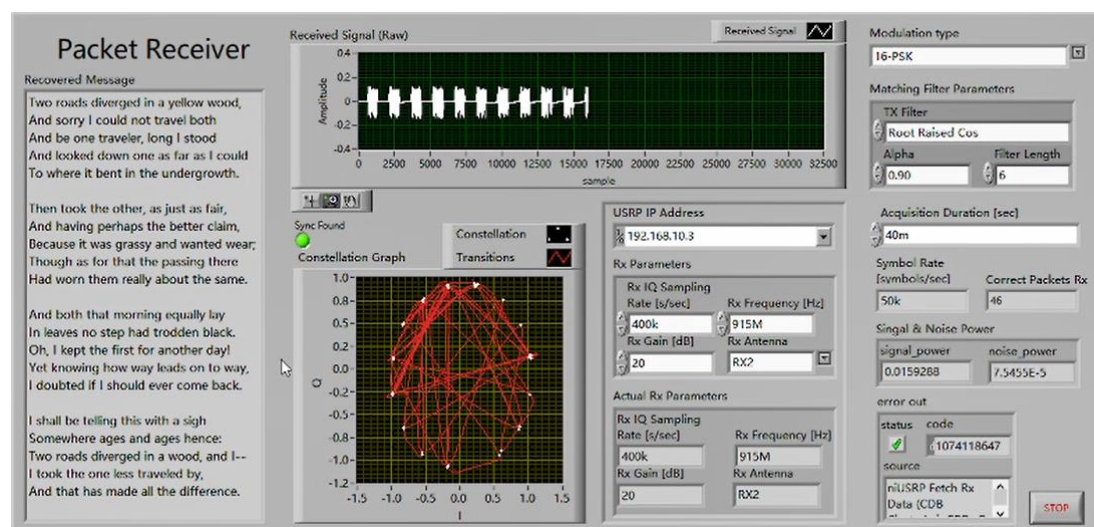 Packet Receiver
Recovered Message
Two roads diverged in a yellow wood,
And sorry I could not travel both
And be one traveler, long I stood
And looked down one as far as I could
To where it bent in the undergrowth.
Then took the other, as just as fair,
And having perhaps the better claim,
Because it was grassy and wanted wear;
Though as for that the passing there
Had worn them really about the same.
And both that morning equally lay
In leaves no step had trodden black.
Oh, I kept the first for another day!
Yet knowing how way leads on to way,
I doubted if I should ever come back.
I shall be telling this with a sigh
Somewhere ages and ages hence:
Two roads diverged in a wood, and I--
I took the one less traveled by,
And that has made all the difference.
Received Signal (Raw)
Received Signal
Amplitude
0.4
0.2
0
-0.2
-0.4
0 2500 5000 7500 10000 12500 15000 17500 20000 22500 25000 27500 30000 32500
sample
Sync Found
Constellation Graph
Constellation
Transitions
Q
1.0
0.8
0.5
0.2
0.0
-0.2
-0.5
-0.8
-1.0
-1.2
-1.5 -1.0 -0.5 0.0 0.5 1.0 1.5
I
USRP IP Address
192.168.10.3
Rx Parameters
Rx IQ Sampling
Rate [s/sec] Rx Frequency [Hz]
400k 915M
Rx Gain [dB] Rx Antenna
20 RX2
Actual Rx Parameters
Rx IQ Sampling
Rate [s/sec] Rx Frequency [Hz]
400k 915M
Rx Gain [dB] Rx Antenna
20 RX2
Modulation type
16-PSK
Matching Filter Parameters
TX Filter
Root Raised Cos
Alpha Filter Length
0.90 6
Acquisition Duration [sec]
40m
Symbol Rate
[symbols/sec] Correct Packets Rx
50k 46
Singal & Noise Power
signal_power noise_power
0.0159288 7.5455E-5
error out
status code
1074118647
source
niUSRP Fetch Rx
Data (CDB
STOP